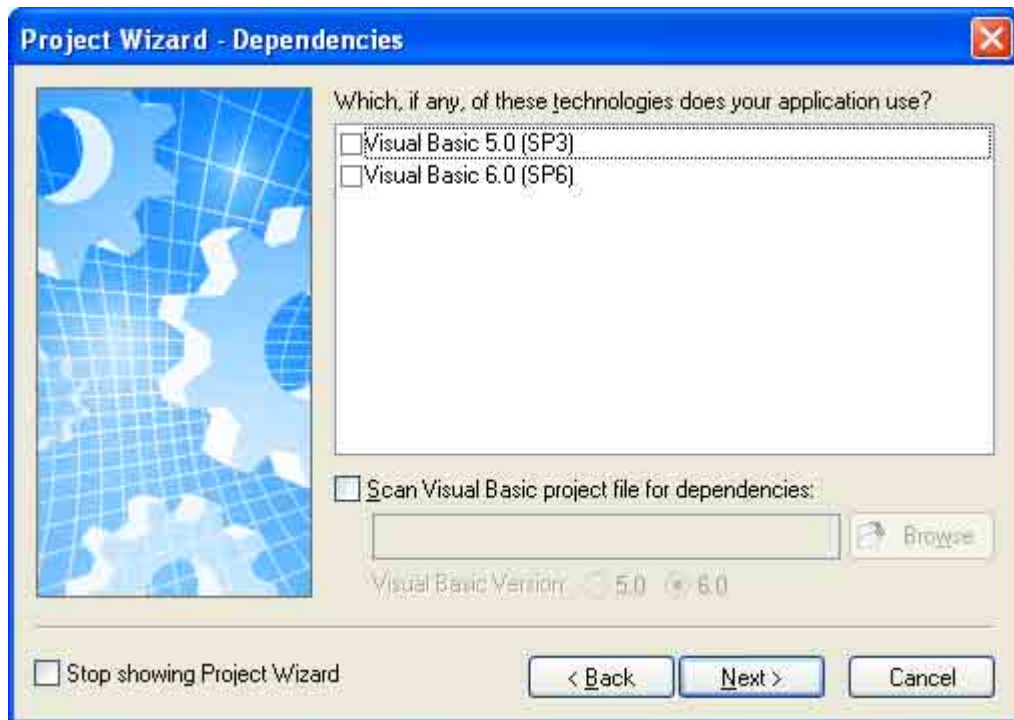 Project Wizard - Dependencies
Which, if any, of these technologies does your application use?
Visual Basic 5.0 (SP3)
Visual Basic 6.0 (SP6)
Scan Visual Basic project file for dependencies:
Browse
Visual Basic Version: 5.0 6.0
Stop showing Project Wizard
< Back Next > Cancel